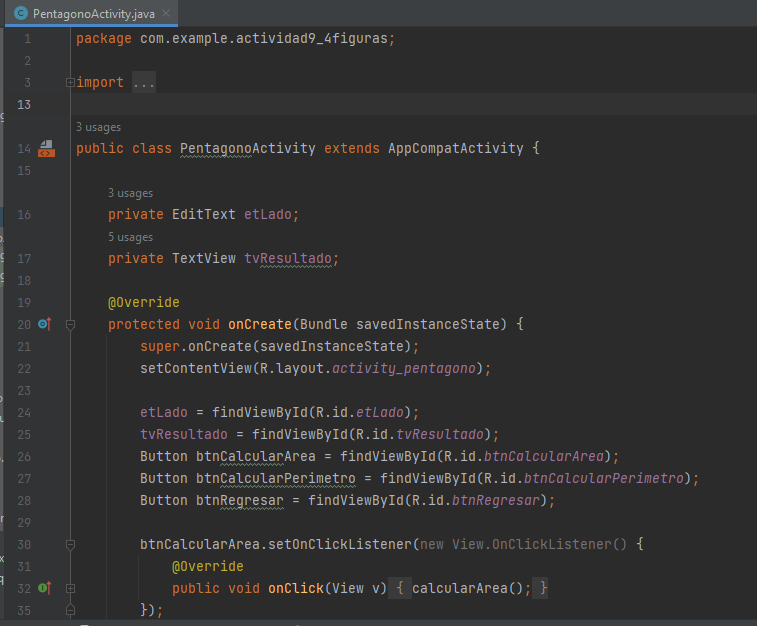 PentagonoActivity.java
1 package com.example.actividad9_4figuras;
2
3 import ...
13
3 usages
14 public class PentagonoActivity extends AppCompatActivity {
15
3 usages
16 private EditText etLado;
5 usages
17 private TextView tvResultado;
18
19 @Override
20 protected void onCreate(Bundle savedInstanceState) {
21 super.onCreate(savedInstanceState);
22 setContentView(R.layout.activity_pentagono);
23
24 etLado = findViewById(R.id.etLado);
25 tvResultado = findViewById(R.id.tvResultado);
26 Button btnCalcularArea = findViewById(R.id.btnCalcularArea);
27 Button btnCalcularPerimetro = findViewById(R.id.btnCalcularPerimetro);
28 Button btnRegresar = findViewById(R.id.btnRegresar);
29
30 btnCalcularArea.setOnClickListener(new View.OnClickListener() {
31 @Override
32 public void onClick(View v) { calcularArea(); }
35 });